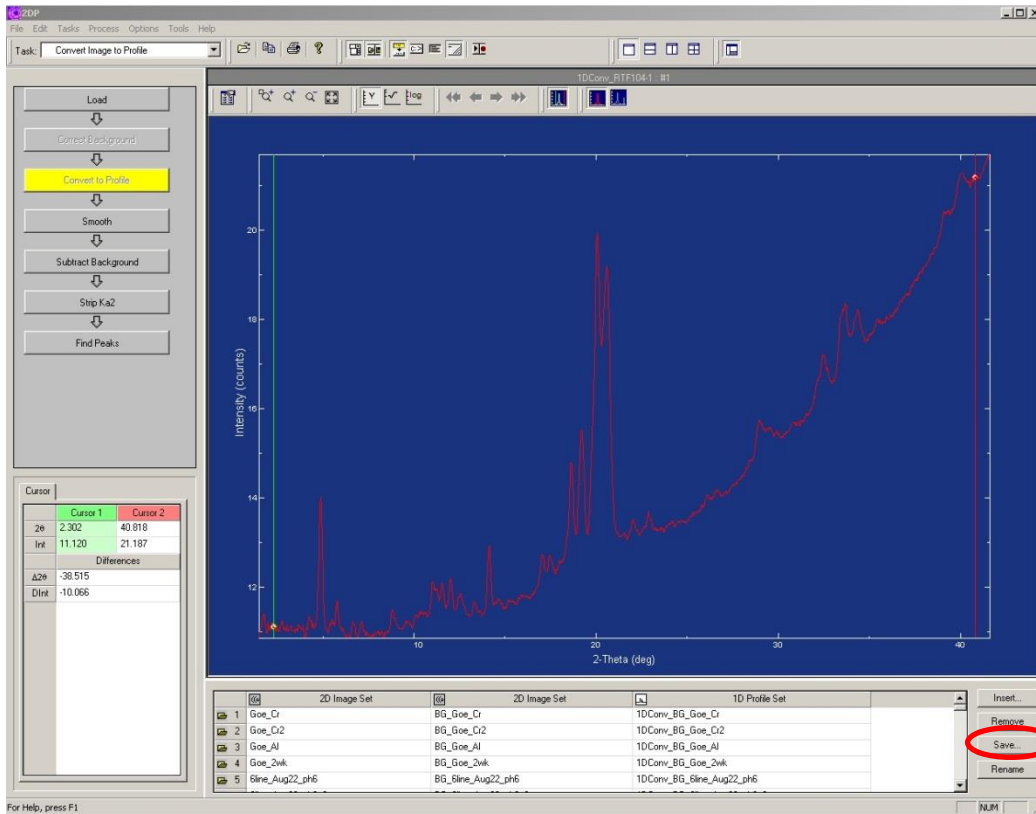 2DP
File Edit Tasks Process Options Tools Help
Task: Convert Image to Profile
Load
Correct Background
Convert to Profile
Smooth
Subtract Background
Strip Ka2
Find Peaks
1DConv_RTF104-1 : #1
log
Intensity (counts)
20
18
16
14
12
10 20 30 40
2-Theta (deg)
Cursor
Cursor 1 Cursor 2
2θ 2.302 40.818
Int 11.120 21.187
Differences
Δ2θ -38.515
DInt -10.066
2D Image Set 2D Image Set 1D Profile Set
1 Goe_Cr BG_Goe_Cr 1DConv_BG_Goe_Cr
2 Goe_Cr2 BG_Goe_Cr2 1DConv_BG_Goe_Cr2
3 Goe_Al BG_Goe_Al 1DConv_BG_Goe_Al
4 Goe_2wk BG_Goe_2wk 1DConv_BG_Goe_2wk
5 6line_Aug22_ph6 BG_6line_Aug22_ph6 1DConv_BG_6line_Aug22_ph6
Insert...
Remove
Save...
Rename
For Help, press F1
NUM